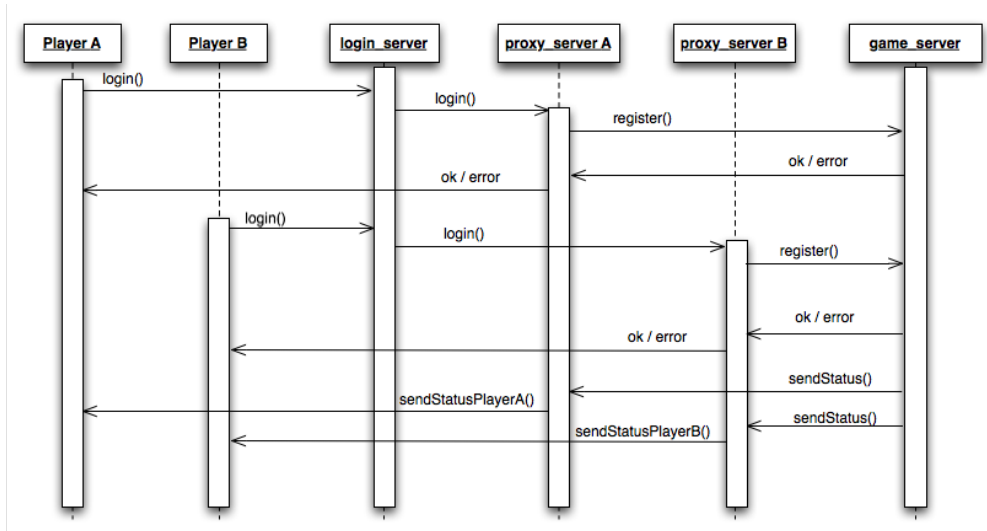 Player A
Player B
login_server
proxy_server A
proxy_server B
game_server
login()
login()
register()
ok / error
ok / error
login()
login()
register()
ok / error
ok / error
sendStatus()
sendStatusPlayerA()
sendStatus()
sendStatusPlayerB()